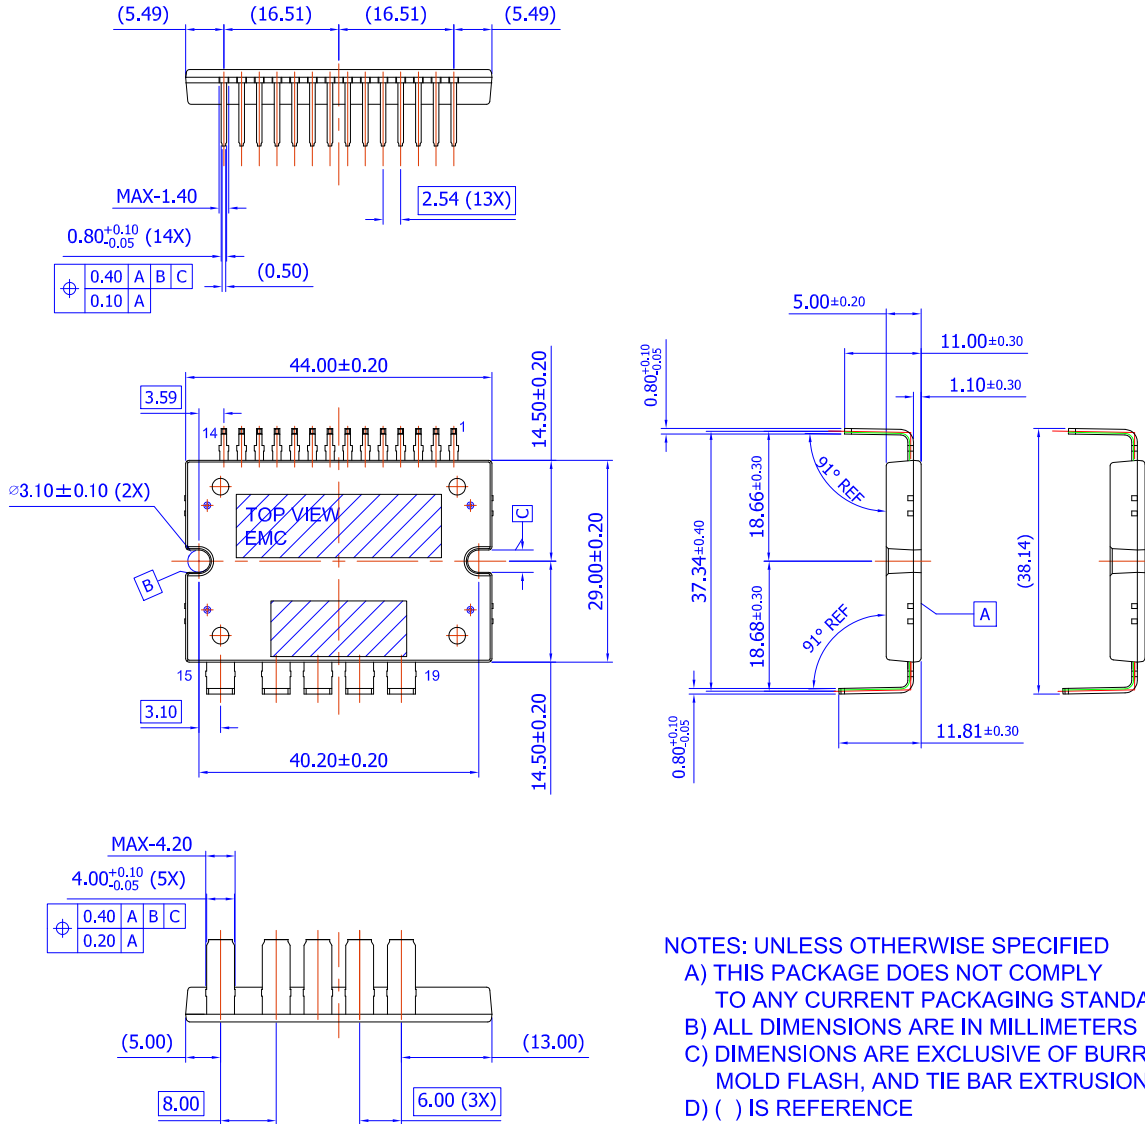 (5.49) (16.51) (16.51) (5.49)
MAX-1.40
2.54 (13X)
0.80+0.10-0.05 (14X)
(0.50)
0.40 A B C
0.10 A
5.00±0.20
11.00±0.30
0.80+0.10-0.05
1.10±0.30
44.00±0.20
14.50±0.20
3.59
14
1
91° REF
18.66±0.30
⌀3.10±0.10 (2X)
TOP VIEW
EMC
C
B
29.00±0.20
37.34±0.40
(38.14)
A
91° REF
18.68±0.30
15
19
3.10
14.50±0.20
40.20±0.20
0.80+0.10-0.05
11.81±0.30
MAX-4.20
4.00+0.10-0.05 (5X)
0.40 A B C
0.20 A
(5.00)
(13.00)
8.00
6.00 (3X)
NOTES: UNLESS OTHERWISE SPECIFIED
A) THIS PACKAGE DOES NOT COMPLY
TO ANY CURRENT PACKAGING STANDA
B) ALL DIMENSIONS ARE IN MILLIMETERS
C) DIMENSIONS ARE EXCLUSIVE OF BURR
MOLD FLASH, AND TIE BAR EXTRUSION
D) ( ) IS REFERENCE